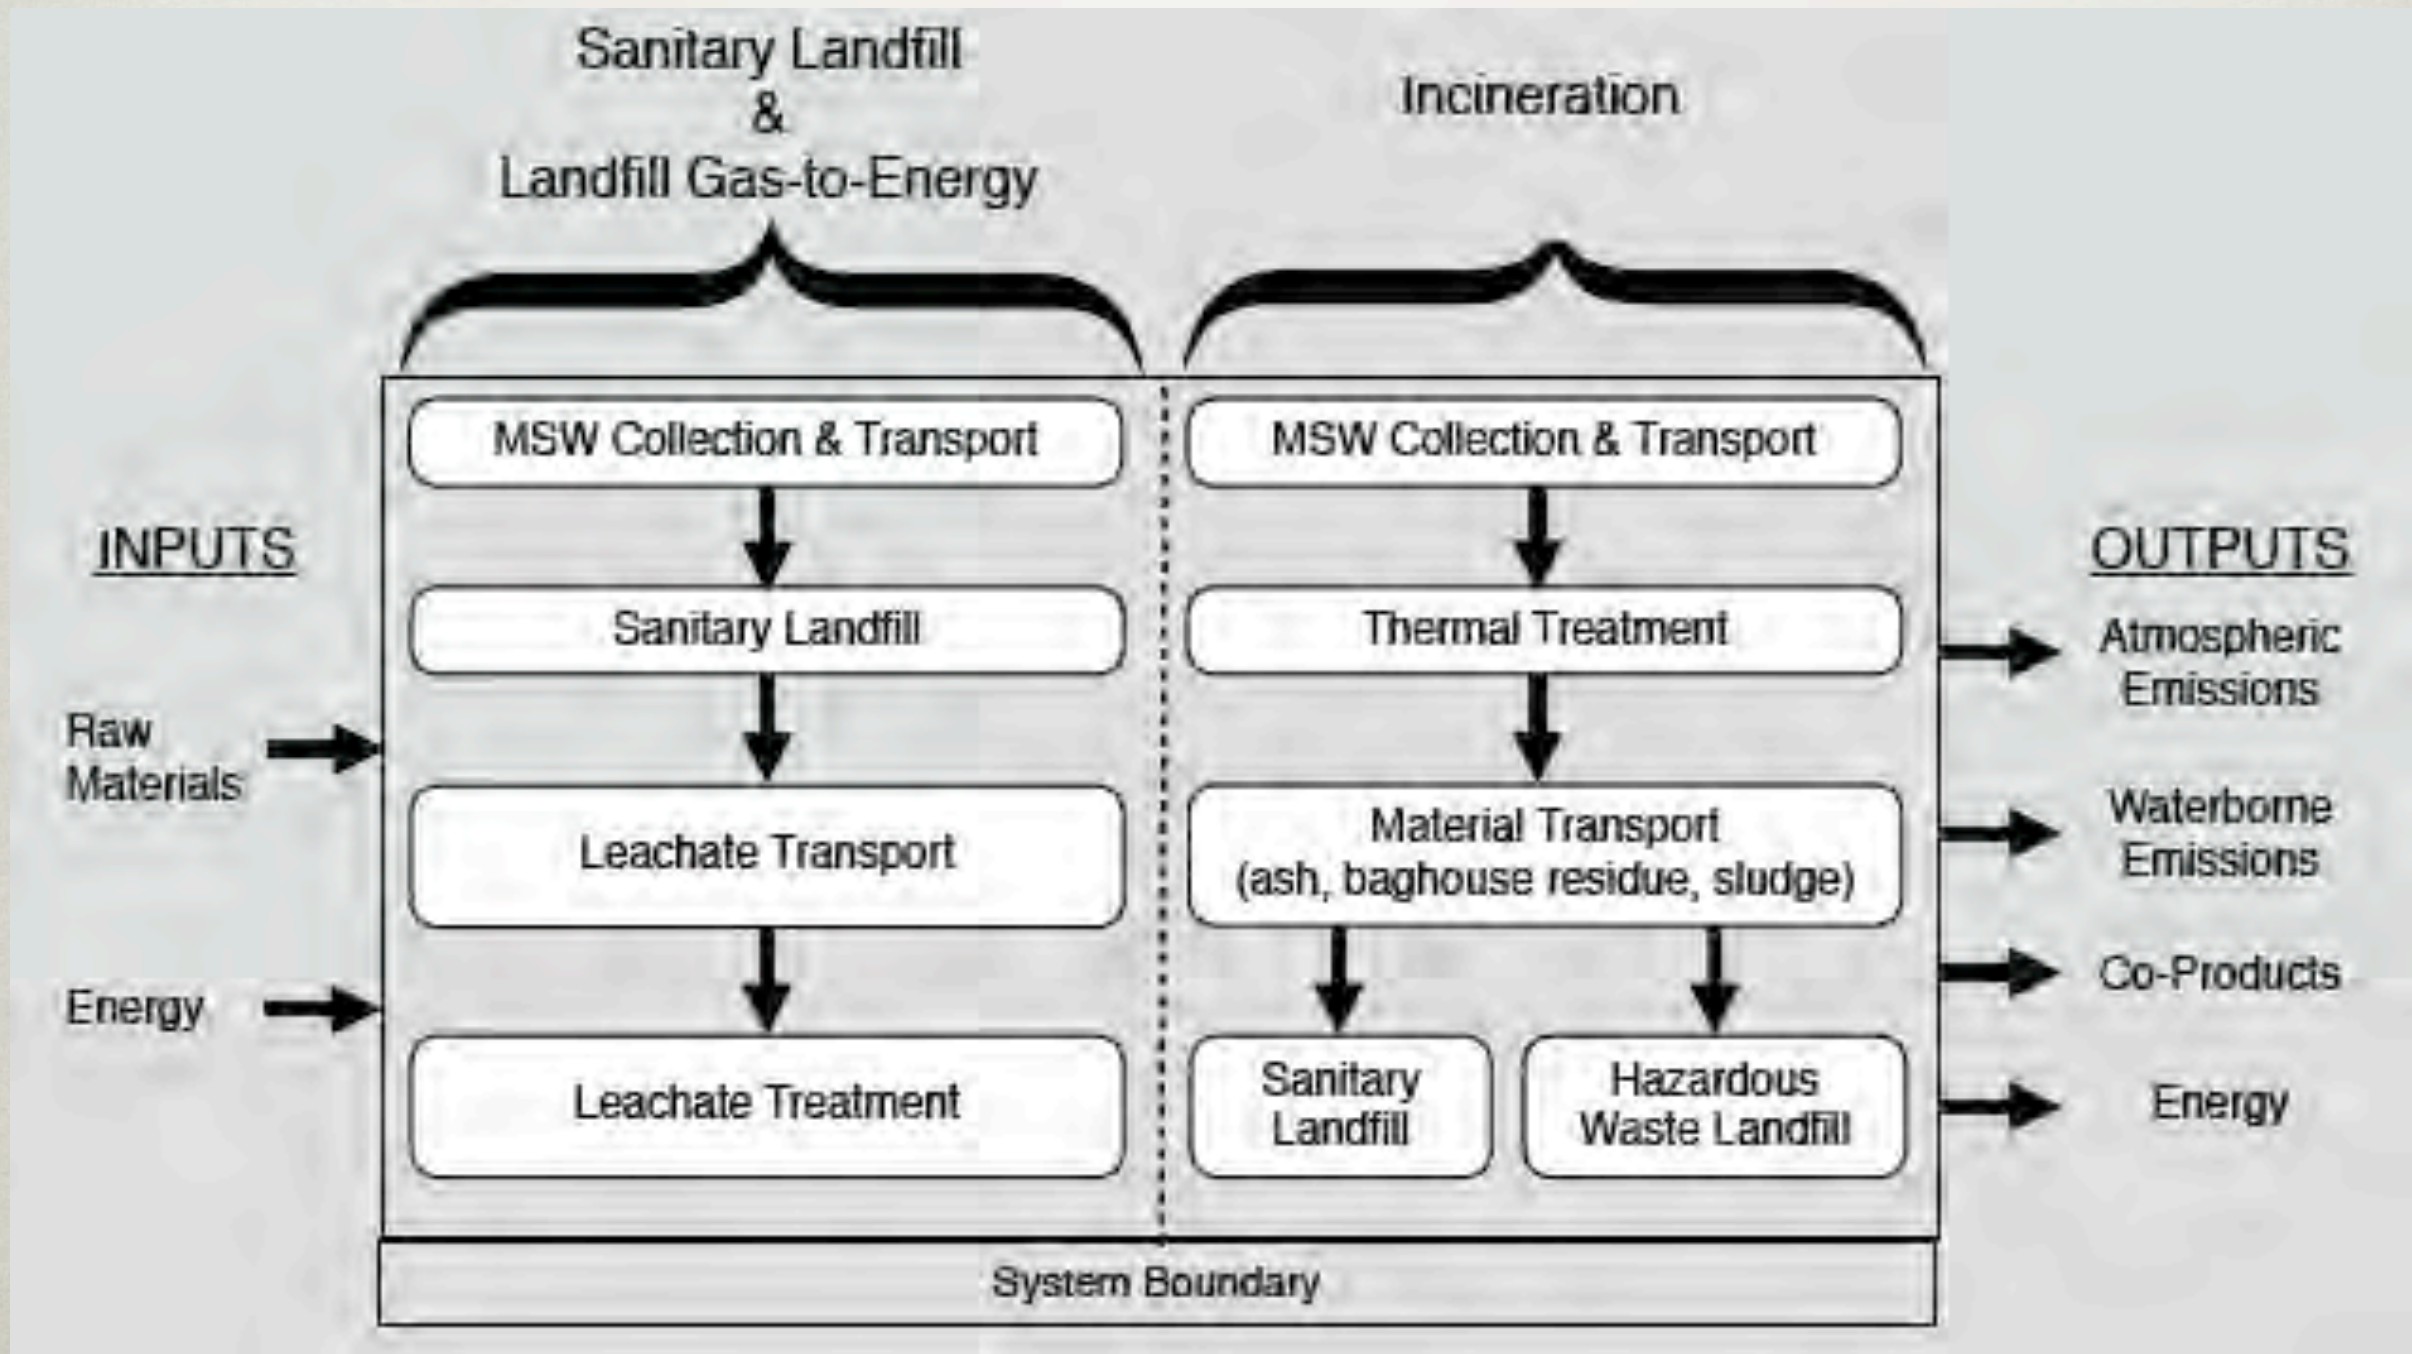 Sanitary Landfill
&
Landfill Gas-to-Energy
Incineration
INPUTS
Raw
Materials
Energy
MSW Collection & Transport
Sanitary Landfill
Leachate Transport
Leachate Treatment
MSW Collection & Transport
Thermal Treatment
Material Transport
(ash, baghouse residue, sludge)
Sanitary
Landfill
Hazardous
Waste Landfill
OUTPUTS
Atmospheric
Emissions
Waterborne
Emissions
Co-Products
Energy
System Boundary